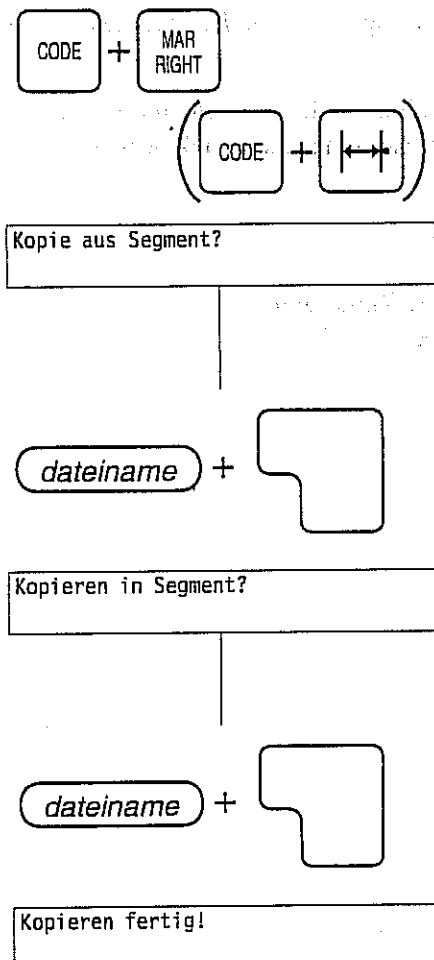 CODE + MAR RIGHT
( CODE + )
Kopie aus Segment?
dateiname +
Kopieren in Segment?
dateiname +
Kopieren fertig!